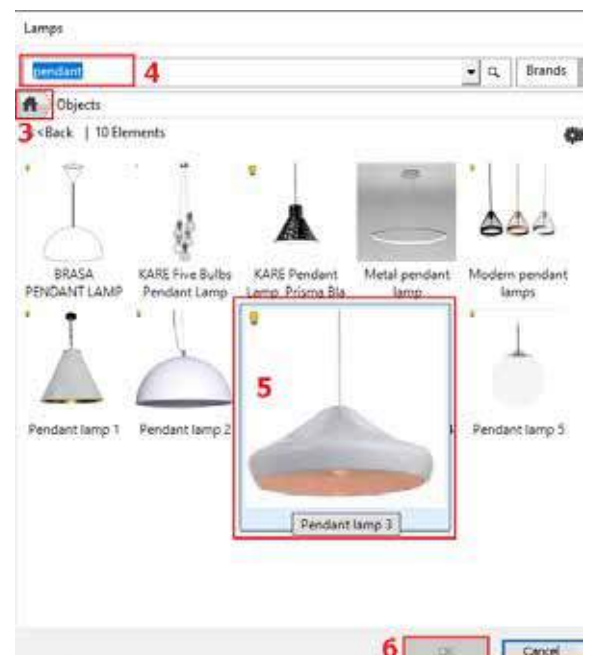 Lamps
pendant 4 Brands
Objects
3 <Back | 10 Elements
BRASA
PENDANT LAMP
KARE Five Bulbs
Pendant Lamp
KARE Pendant
Lamp, Prisma Bla
Metal pendant
lamp
Modern pendant
lamps
5
Pendant lamp 1
Pendant lamp 2
4
Pendant lamp 5
Pendant lamp 3
6 OK Cancel